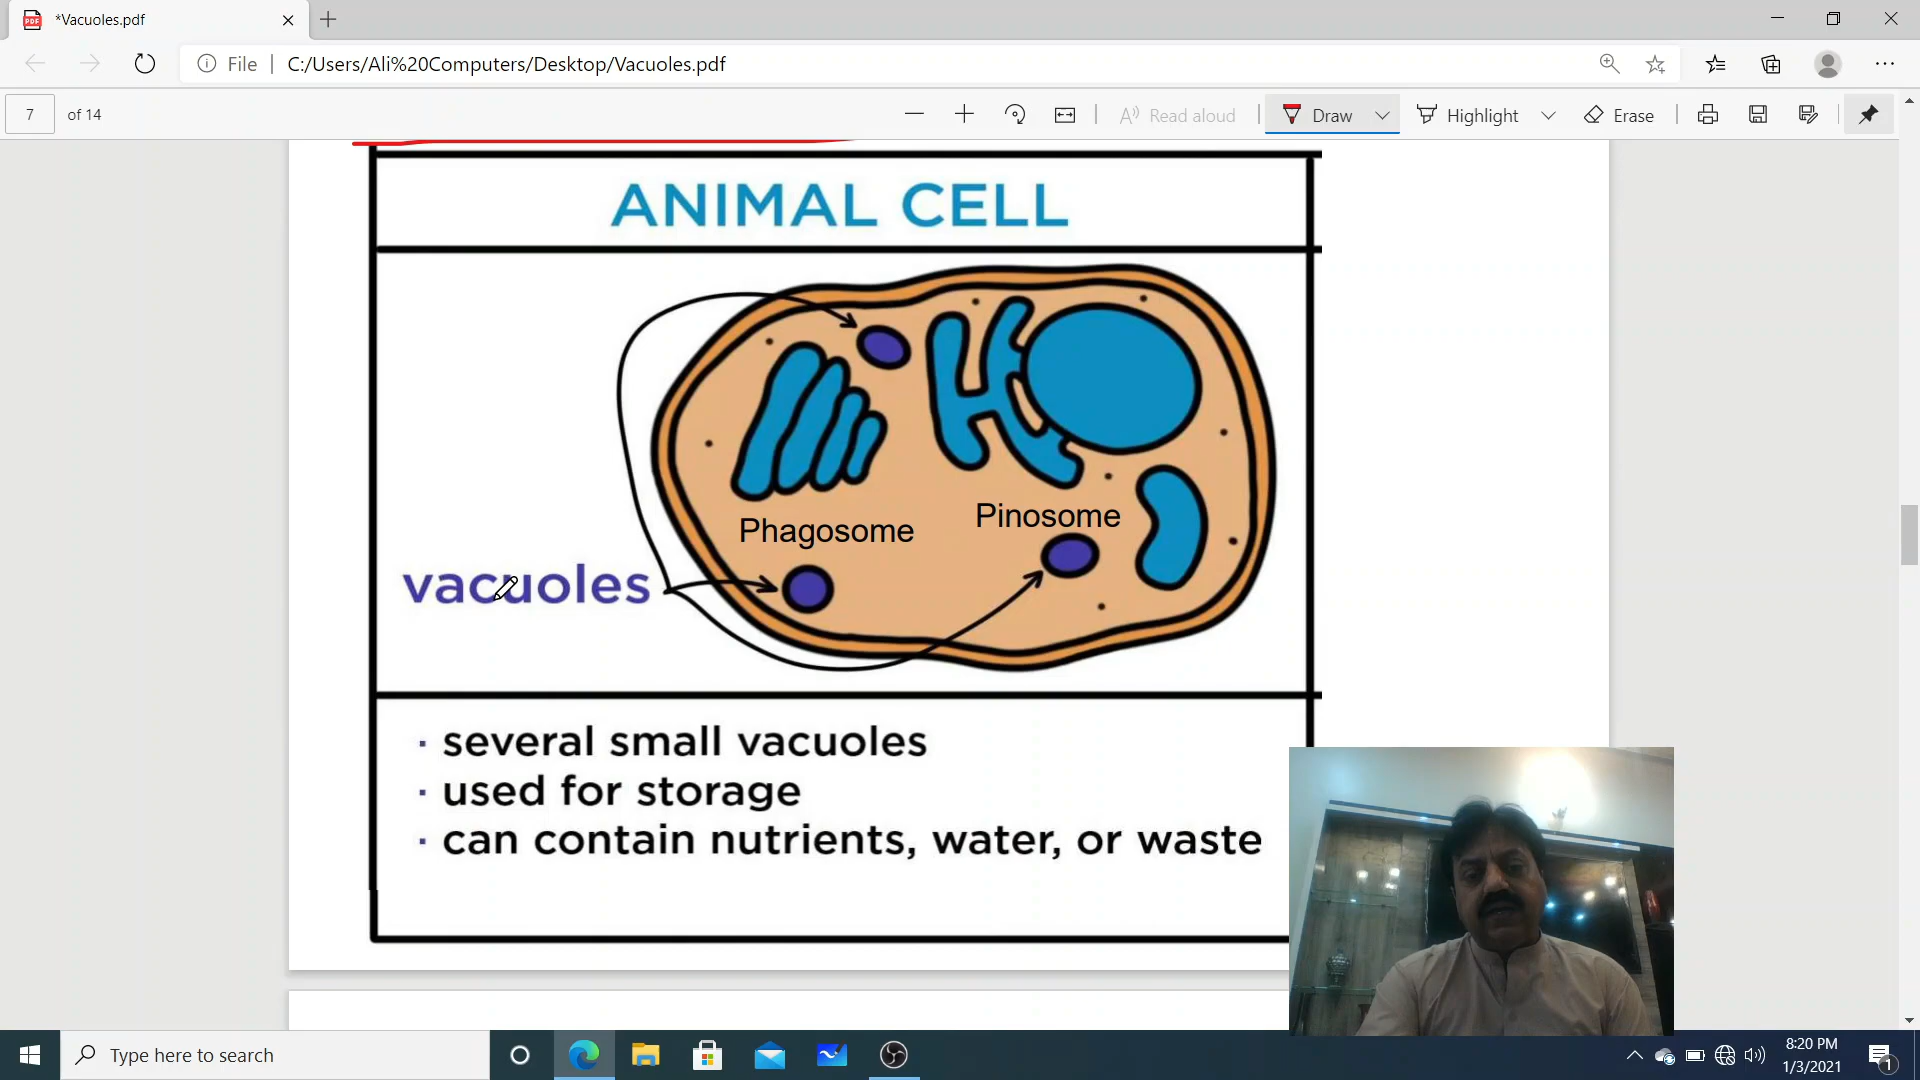 *Vacuoles.pdf
File
C:/Users/Ali%20Computers/Desktop/Vacuoles.pdf
7 of 14
Read aloud
Draw
Highlight
Erase
ANIMAL CELL
Phagosome
Pinosome
vacuoles
· several small vacuoles
· used for storage
· can contain nutrients, water, or waste
Type here to search
8:20 PM
1/3/2021
1